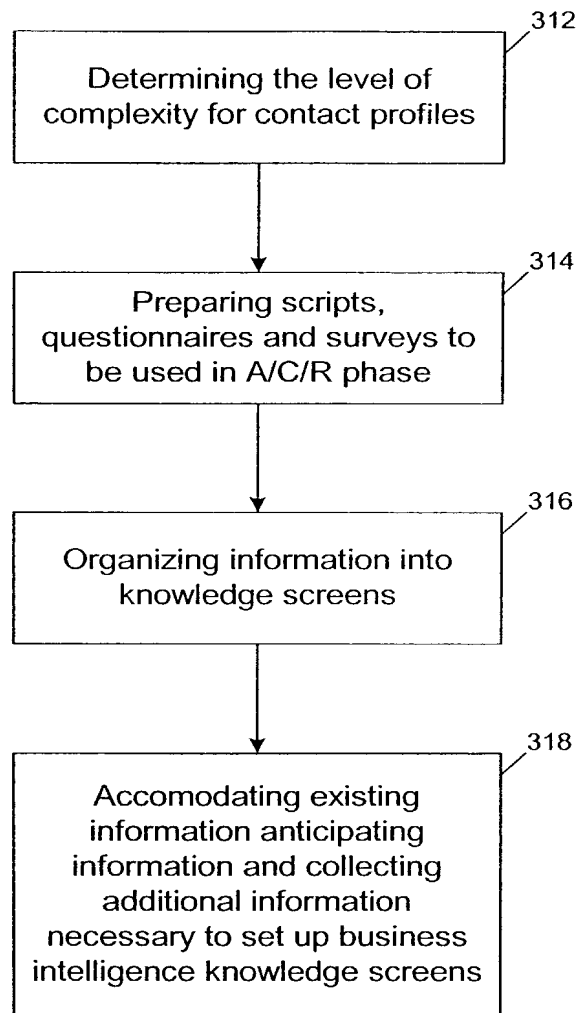 312
Determining the level of
complexity for contact profiles
314
Preparing scripts,
questionnaires and surveys to
be used in A/C/R phase
316
Organizing information into
knowledge screens
318
Accomodating existing
information anticipating
information and collecting
additional information
necessary to set up business
intelligence knowledge screens